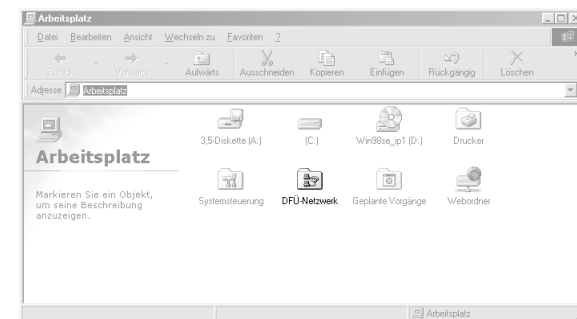 Arbeitsplatz
Datei Bearbeiten Ansicht Wechseln zu Favoriten ?
Zurück Vorwärts Aufwärts Ausschneiden Kopieren Einfügen Rückgängig Löschen »
Adresse Arbeitsplatz
3,5-Diskette (A:) (C:) Win98se_ip1 (D:) Drucker
Arbeitsplatz
Markieren Sie ein Objekt,
um seine Beschreibung
anzuzeigen.
Systemsteuerung DFÜ-Netzwerk Geplante Vorgänge Webordner
Arbeitsplatz